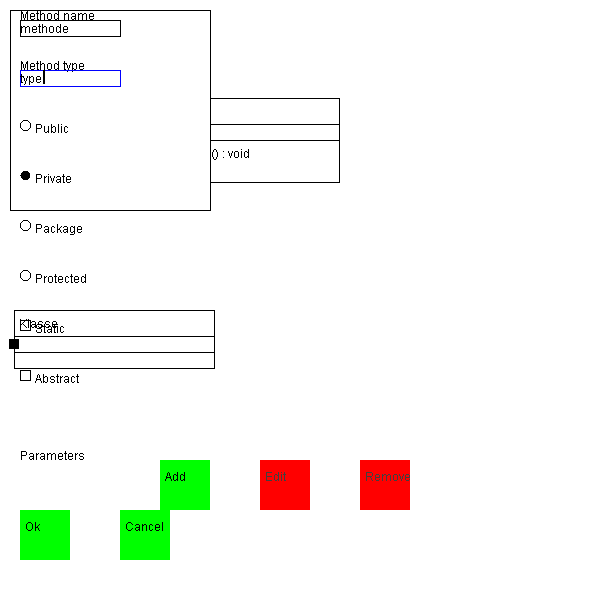 Method name
methode
Method type
type
Public
() : void
Private
Package
Protected
Klasse
Static
Abstract
Parameters
Add Edit Remove
Ok Cancel